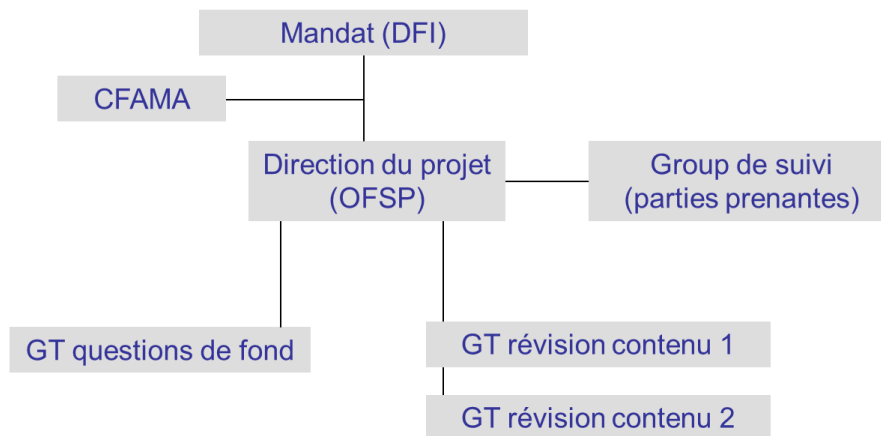 Mandat (DFI)
CFAMA
Direction du projet
(OFSP)
Group de suivi
(parties prenantes)
GT questions de fond
GT révision contenu 1
GT révision contenu 2